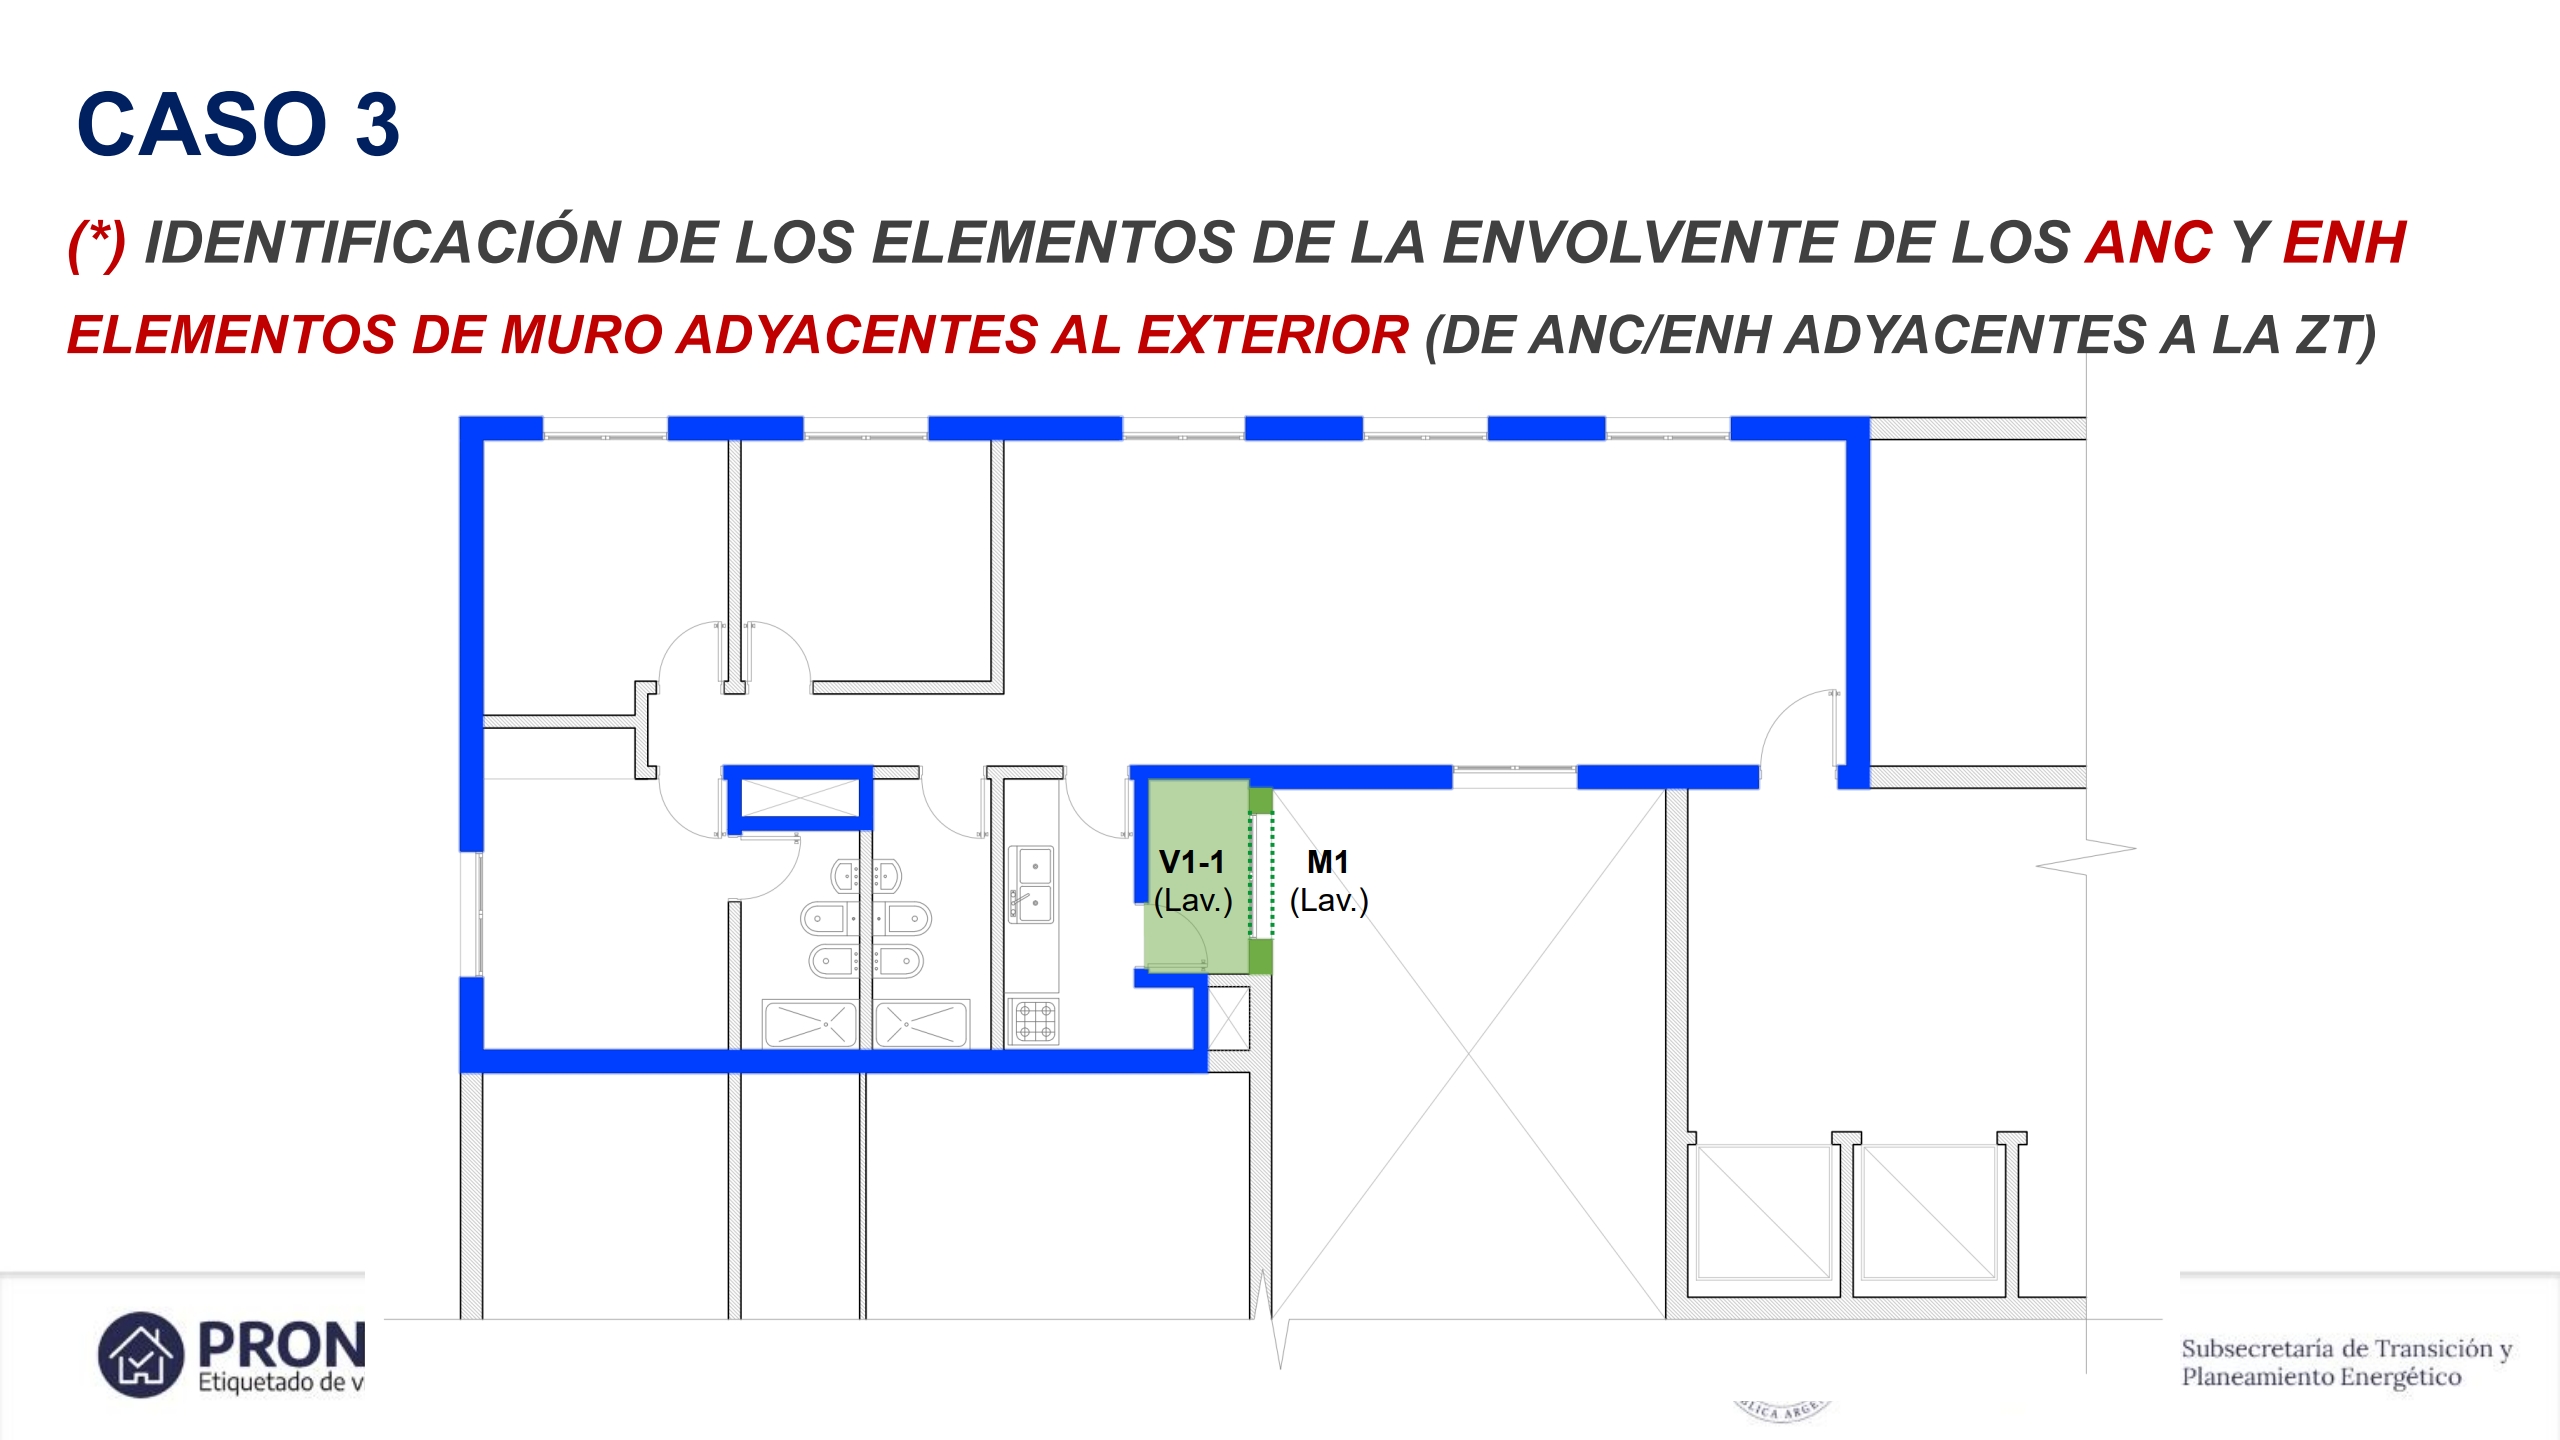 CASO 3
(*) IDENTIFICACIÓN DE LOS ELEMENTOS DE LA ENVOLVENTE DE LOS ANC Y ENH
ELEMENTOS DE MURO ADYACENTES AL EXTERIOR (DE ANC/ENH ADYACENTES A LA ZT)
V1-1
(Lav.)
M1
(Lav.)
PRON
Etiquetado de v
Subsecretaría de Transición y
Planeamiento Energético